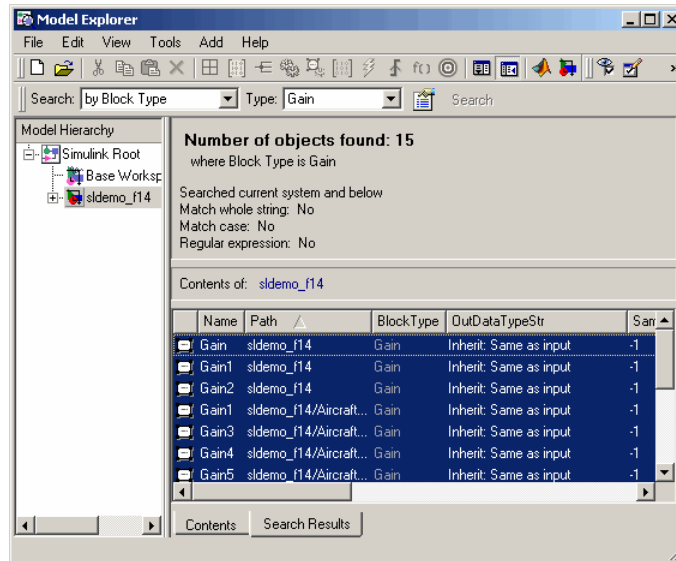 Model Explorer
File Edit View Tools Add Help
Search: by Block Type Type: Gain Search
Model Hierarchy
Simulink Root
Base Worksp
sldemo_f14
Number of objects found: 15
where Block Type is Gain
Searched current system and below
Match whole string: No
Match case: No
Regular expression: No
Contents of: sldemo_f14
Name Path BlockType OutDataTypeStr Sam
Gain sldemo_f14 Gain Inherit: Same as input -1
Gain1 sldemo_f14 Gain Inherit: Same as input -1
Gain2 sldemo_f14 Gain Inherit: Same as input -1
Gain1 sldemo_f14/Aircraft... Gain Inherit: Same as input -1
Gain3 sldemo_f14/Aircraft... Gain Inherit: Same as input -1
Gain4 sldemo_f14/Aircraft... Gain Inherit: Same as input -1
Gain5 sldemo_f14/Aircraft... Gain Inherit: Same as input -1
Contents Search Results